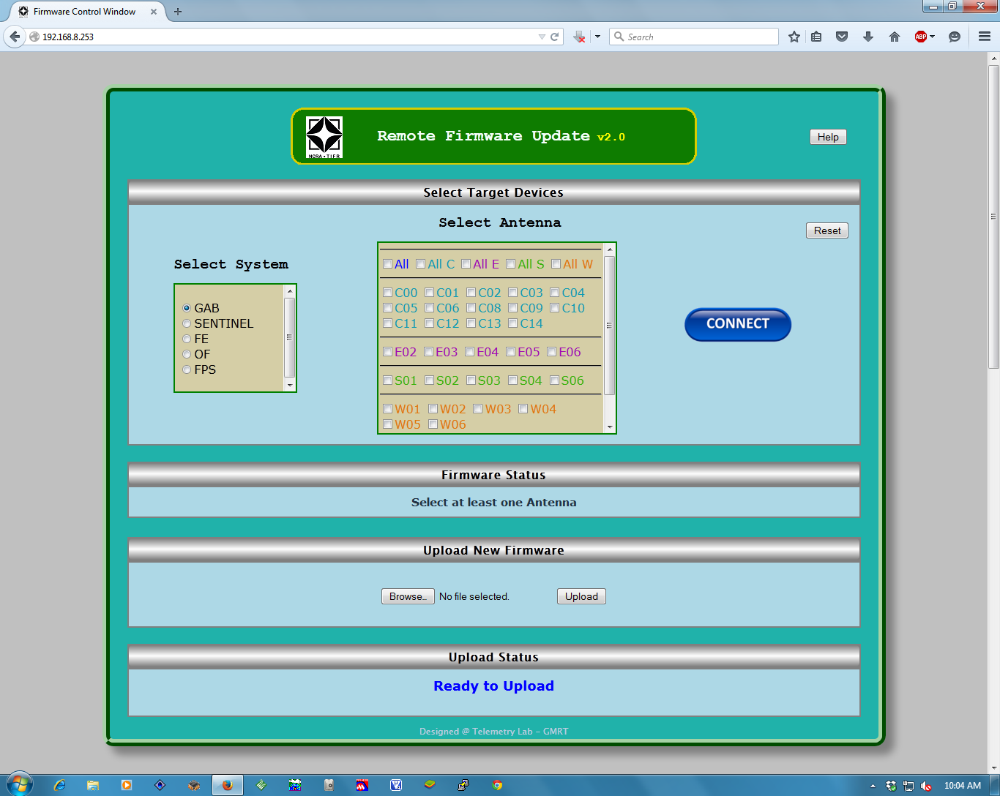 Firmware Control Window
192.168.8.253
Search
ABP
NCRA • TIFR
Remote Firmware Update v2.0
Help
Select Target Devices
Select Antenna
Reset
Select System
All All C All E All S All W
GAB
SENTINEL
FE
OF
FPS
C00 C01 C02 C03 C04
C05 C06 C08 C09 C10
C11 C12 C13 C14
E02 E03 E04 E05 E06
S01 S02 S03 S04 S06
W01 W02 W03 W04
W05 W06
CONNECT
Firmware Status
Select at least one Antenna
Upload New Firmware
Browse... No file selected. Upload
Upload Status
Ready to Upload
Designed @ Telemetry Lab - GMRT
10:04 AM